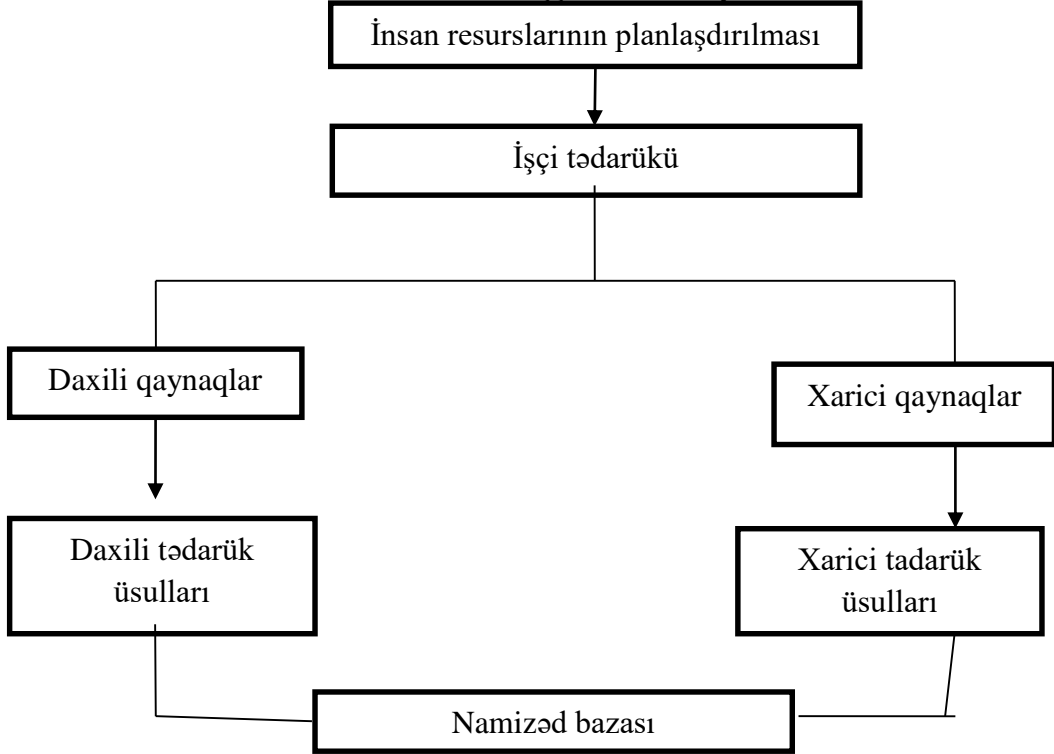 İnsan resurslarının planlaşdırılması
İşçi tədarükü
Daxili qaynaqlar
Xarici qaynaqlar
Daxili tədarük
üsulları
Xarici tadarük
üsulları
Namizəd bazası